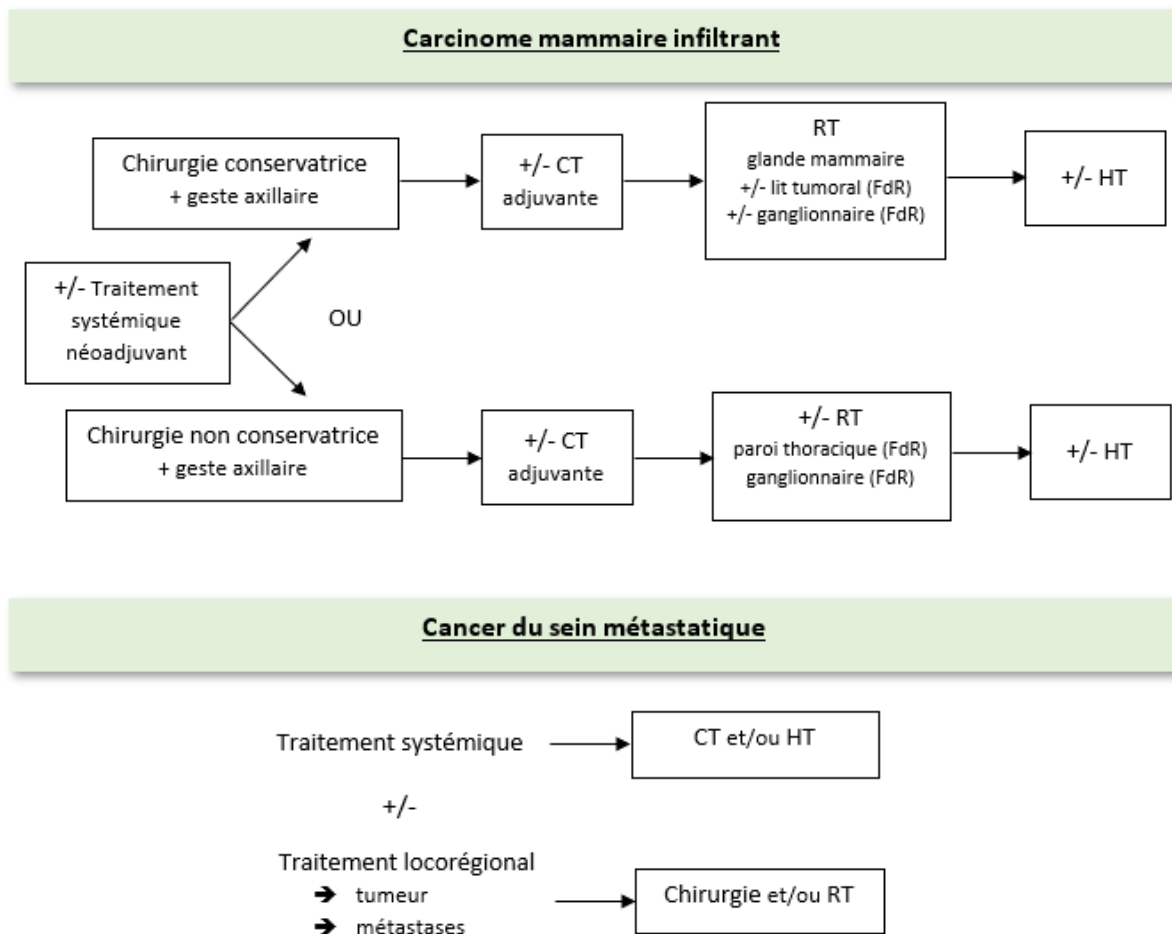 Carcinome mammaire infiltrant
Chirurgie conservatrice
+ geste axillaire
+/- CT
adjuvante
RT
glande mammaire
+/- lit tumoral (FdR)
+/- ganglionnaire (FdR)
+/- HT
+/- Traitement
systémique
néoadjuvant
OU
Chirurgie non conservatrice
+ geste axillaire
+/- CT
adjuvante
+/- RT
paroi thoracique (FdR)
ganglionnaire (FdR)
+/- HT
Cancer du sein métastatique
Traitement systémique
CT et/ou HT
+/-
Traitement locorégional
➔ tumeur
➔ métastases
Chirurgie et/ou RT